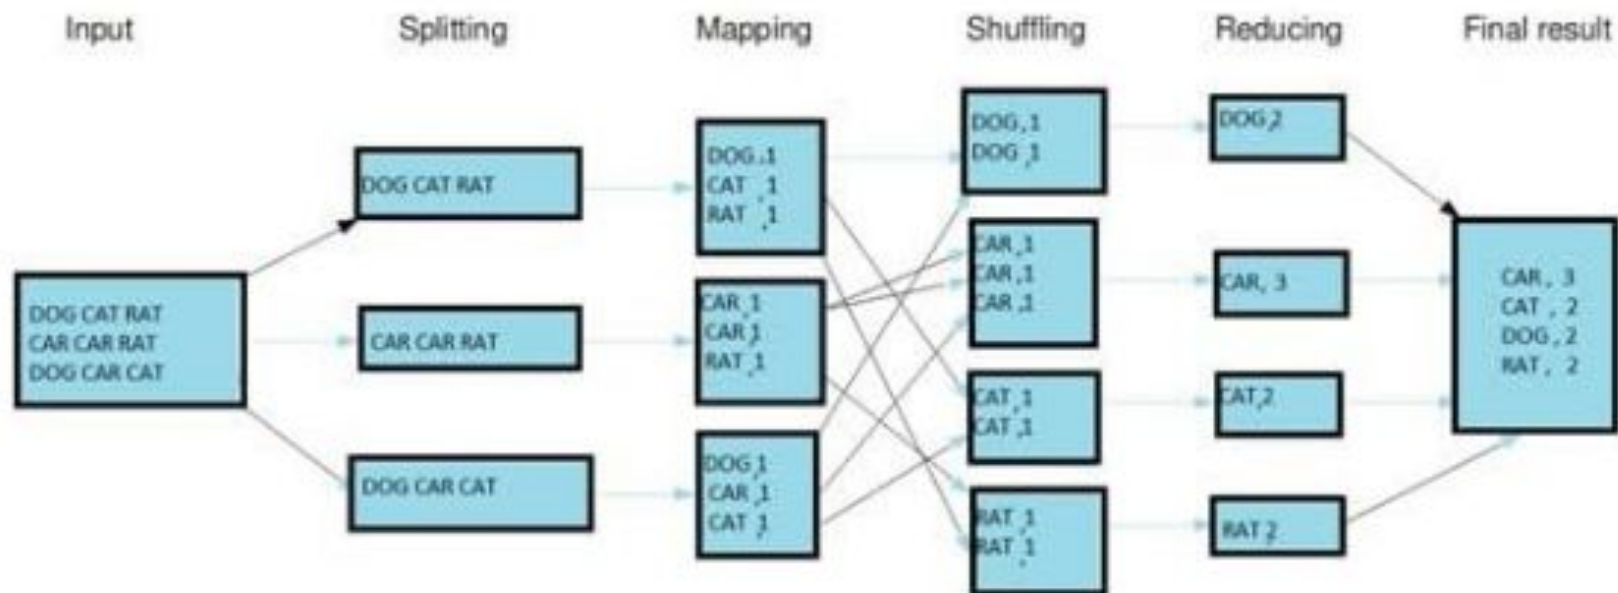 Input
Splitting
Mapping
Shuffling
Reducing
Final result
DOG CAT RAT
CAR CAR RAT
DOG CAR CAT
DOG CAT RAT
CAR CAR RAT
DOG CAR CAT
DOG,1
CAT ,1
RAT ,1
CAR,1
CAR,1
RAT,1
DOG,1
CAR,1
CAT,1
DOG,1
DOG,1
CAR,1
CAR,1
CAR,1
CAT,1
CAT,1
RAT,1
RAT,1
DOG,2
CAR, 3
CAT,2
RAT,2
CAR, 3
CAT, 2
DOG, 2
RAT, 2